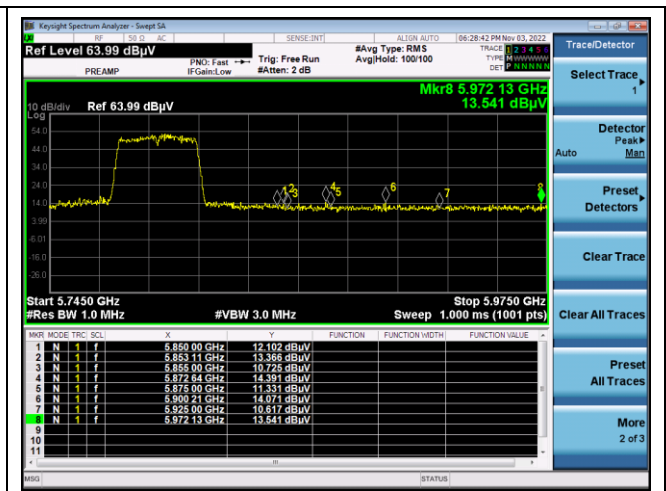 Keysight Spectrum Analyzer - Swept SA
RF 50 Ω AC SENSE:INT ALIGN AUTO 06:28:42 PM Nov 03, 2022
Ref Level 63.99 dBµV #Avg Type: RMS TRACE 1 2 3 4 5 6
PNO: Fast Trig: Free Run Avg|Hold: 100/100 TYPE M WWWWW
PREAMP IFGain:Low #Atten: 2 dB DET P N N N N N
Mkr8 5.972 13 GHz
10 dB/div Ref 63.99 dBµV 13.541 dBµV
Log
54.0
44.0
34.0
24.0
14.0
3.99
-6.01
-16.0
-26.0
1 2 3 4 5 6 7 8
Start 5.7450 GHz Stop 5.9750 GHz
#Res BW 1.0 MHz #VBW 3.0 MHz Sweep 1.000 ms (1001 pts)
MKR MODE TRC SCL X Y FUNCTION FUNCTION WIDTH FUNCTION VALUE
1 N 1 f 5.850 00 GHz 12.102 dBµV
2 N 1 f 5.853 11 GHz 13.366 dBµV
3 N 1 f 5.855 00 GHz 10.725 dBµV
4 N 1 f 5.872 64 GHz 14.391 dBµV
5 N 1 f 5.875 00 GHz 11.331 dBµV
6 N 1 f 5.900 21 GHz 14.071 dBµV
7 N 1 f 5.925 00 GHz 10.617 dBµV
8 N 1 f 5.972 13 GHz 13.541 dBµV
9
10
11
MSG STATUS
Trace/Detector
Select Trace
1
Detector
Peak
Auto Man
Preset
Detectors
Clear Trace
Clear All Traces
Preset
All Traces
More
2 of 3